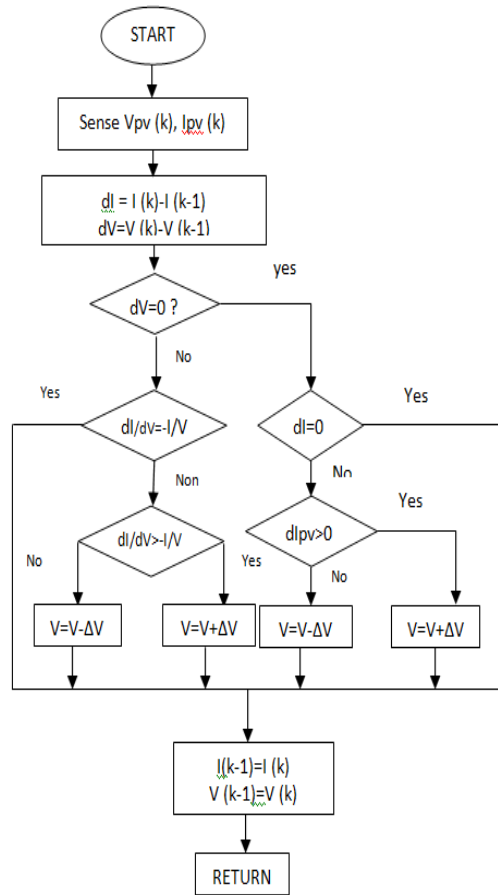 START
Sense Vpv (k), Ipv (k)
dI = I (k)-I (k-1)
dV=V (k)-V (k-1)
yes
dV=0 ?
No
Yes
Yes
dI/dV=-I/V
dI=0
Non
No
Yes
dI/dV>-I/V
dIpv>0
No
Yes
No
V=V-ΔV
V=V+ΔV
V=V-ΔV
V=V+ΔV
I(k-1)=I (k)
V (k-1)=V (k)
RETURN